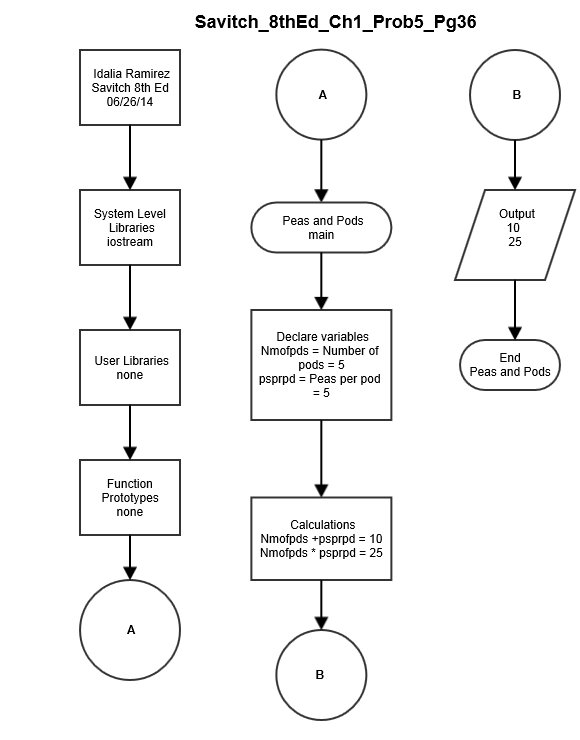 Savitch_8thEd_Ch1_Prob5_Pg36
Idalia Ramirez
Savitch 8th Ed
06/26/14
System Level
Libraries
iostream
User Libraries
none
Function
Prototypes
none
A
A
Peas and Pods
main
Declare variables
Nmofpds = Number of
pods = 5
psprpd = Peas per pod
= 5
Calculations
Nmofpds +psprpd = 10
Nmofpds * psprpd = 25
B
B
Output
10
25
End
Peas and Pods